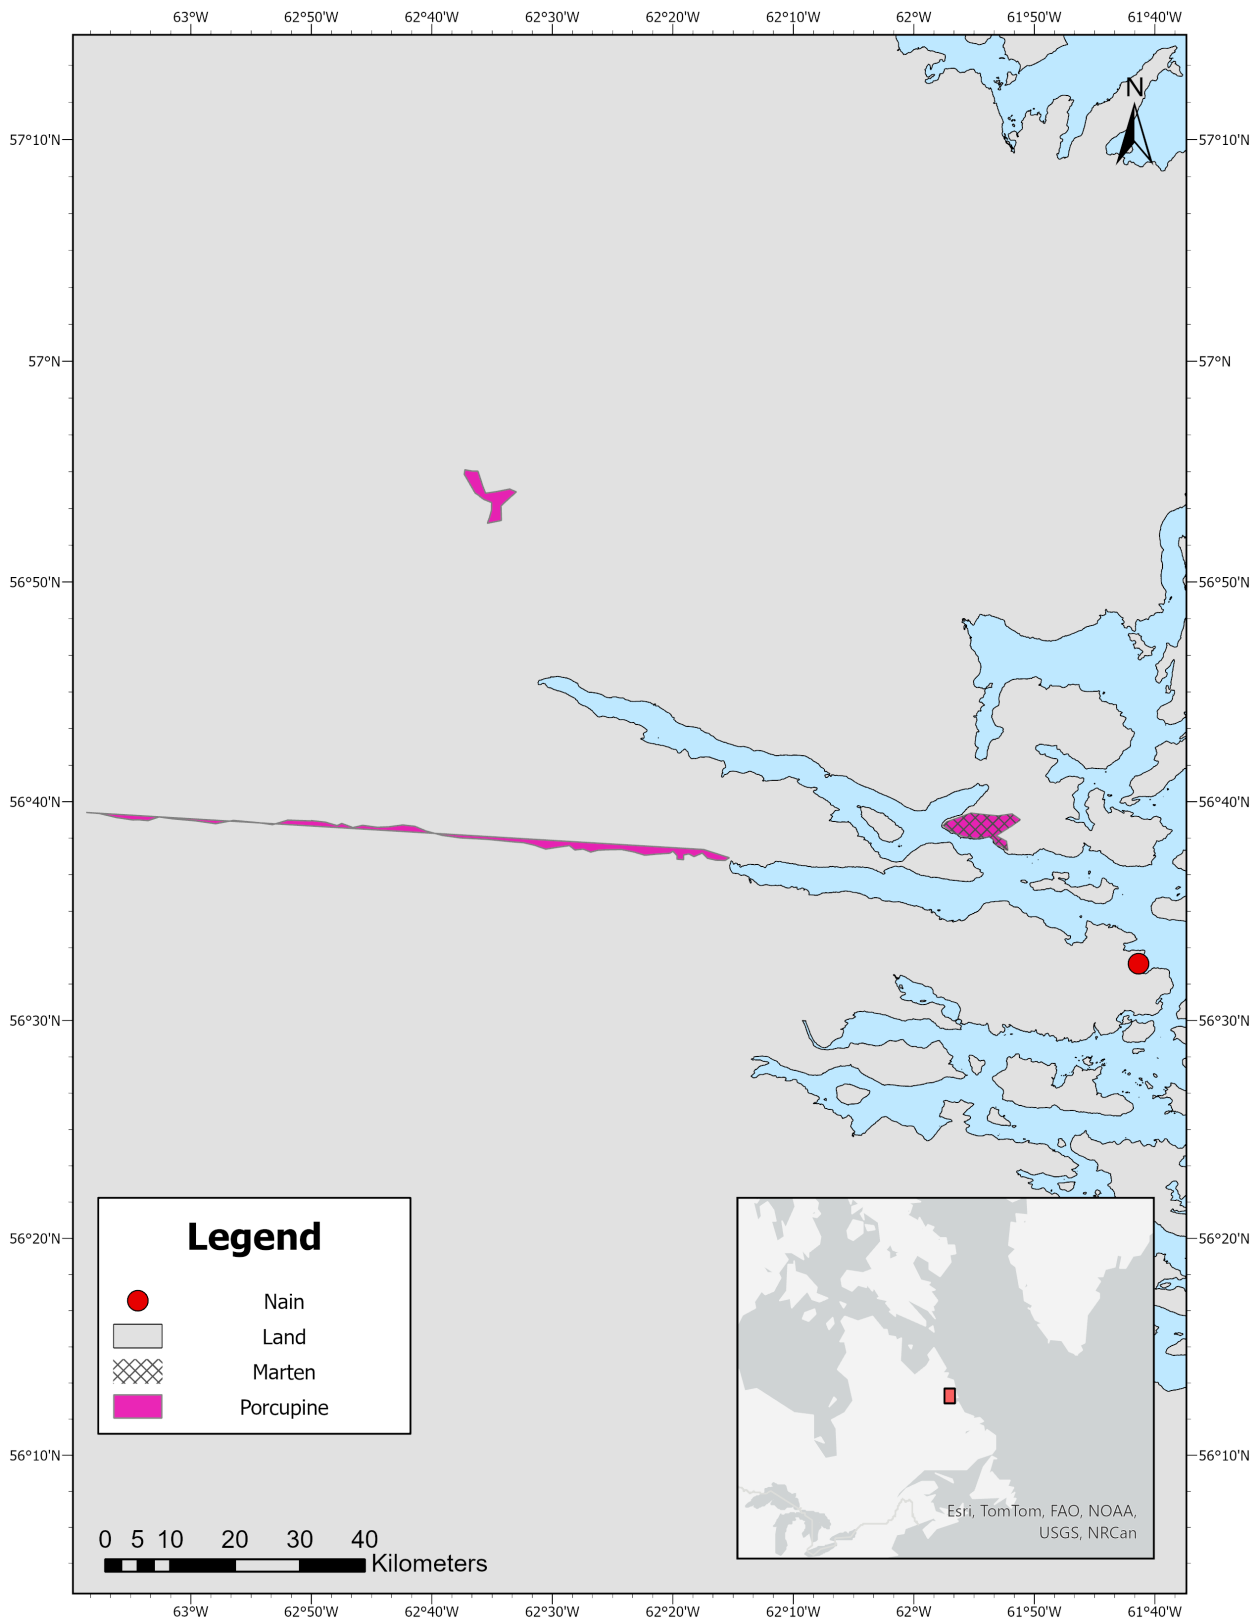 63°W 62°50'W 62°40'W 62°30'W 62°20'W 62°10'W 62°W 61°50'W 61°40'W
N
57°10'N 57°10'N
57°N 57°N
56°50'N 56°50'N
56°40'N 56°40'N
56°30'N 56°30'N
56°20'N 56°20'N
56°10'N 56°10'N
Legend
Nain
Land
Marten
Porcupine
Esri, TomTom, FAO, NOAA,
USGS, NRCan
0 5 10 20 30 40
Kilometers
63°W 62°50'W 62°40'W 62°30'W 62°20'W 62°10'W 62°W 61°50'W 61°40'W